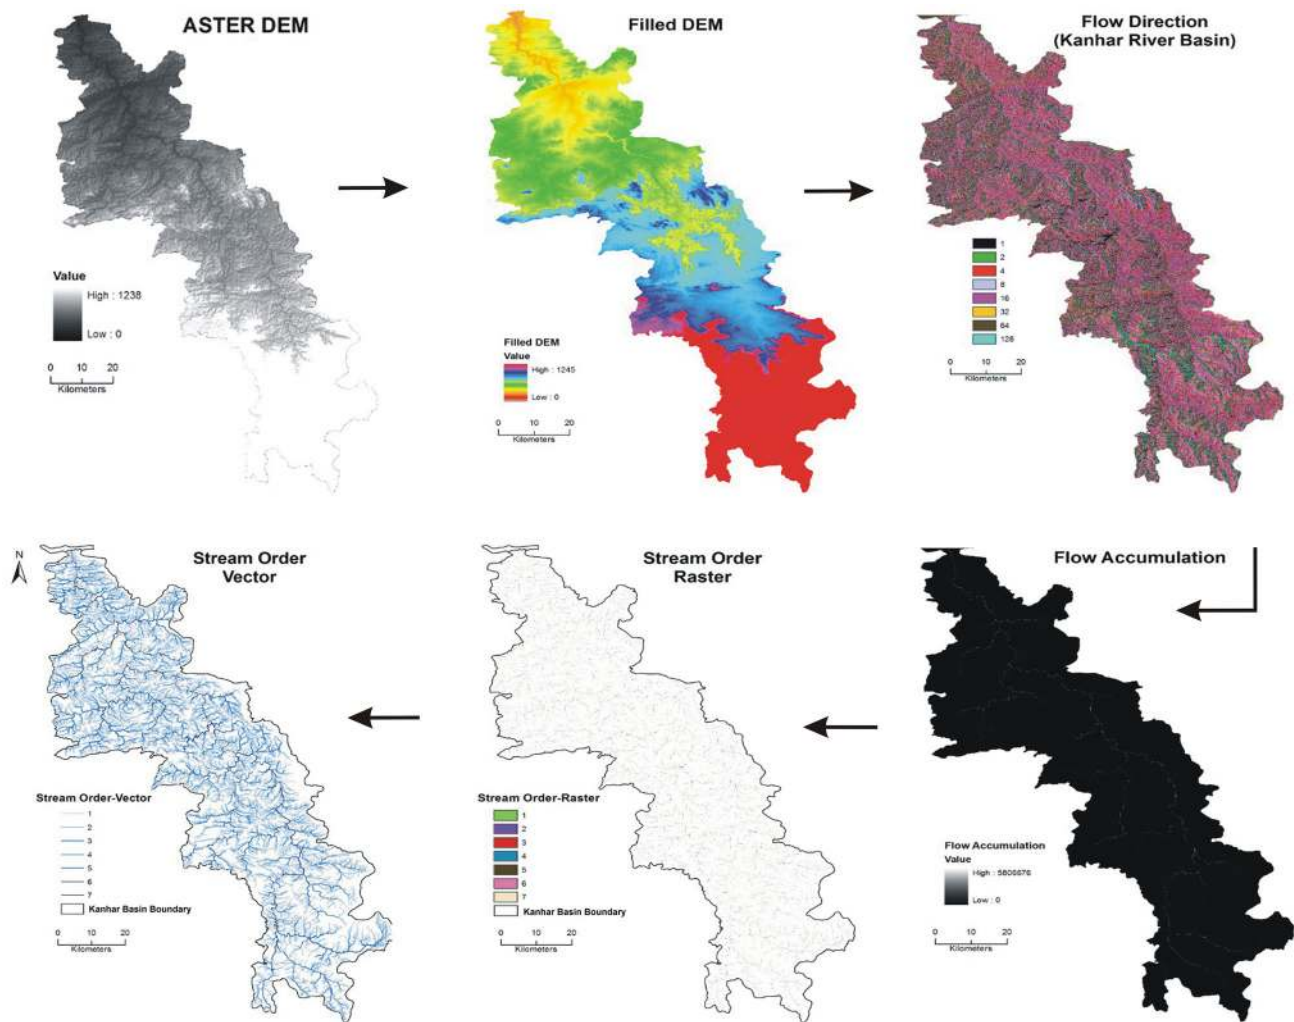 ASTER DEM
Value
High : 1238
Low : 0
0 10 20
Kilometers
Filled DEM
Filled DEM
Value
High : 1245
Low : 0
0 10 20
Kilometers
Flow Direction
(Kanhar River Basin)
1
2
4
8
16
32
64
128
0 10 20
Kilometers
N
Stream Order
Vector
Stream Order-Vector
1
2
3
4
5
6
7
Kanhar Basin Boundary
0 10 20
Kilometers
Stream Order
Raster
Stream Order-Raster
1
2
3
4
5
6
7
Kanhar Basin Boundary
0 10 20
Kilometers
Flow Accumulation
Flow Accumulation
Value
High :
Low : 0
0 10 20
Kilometers